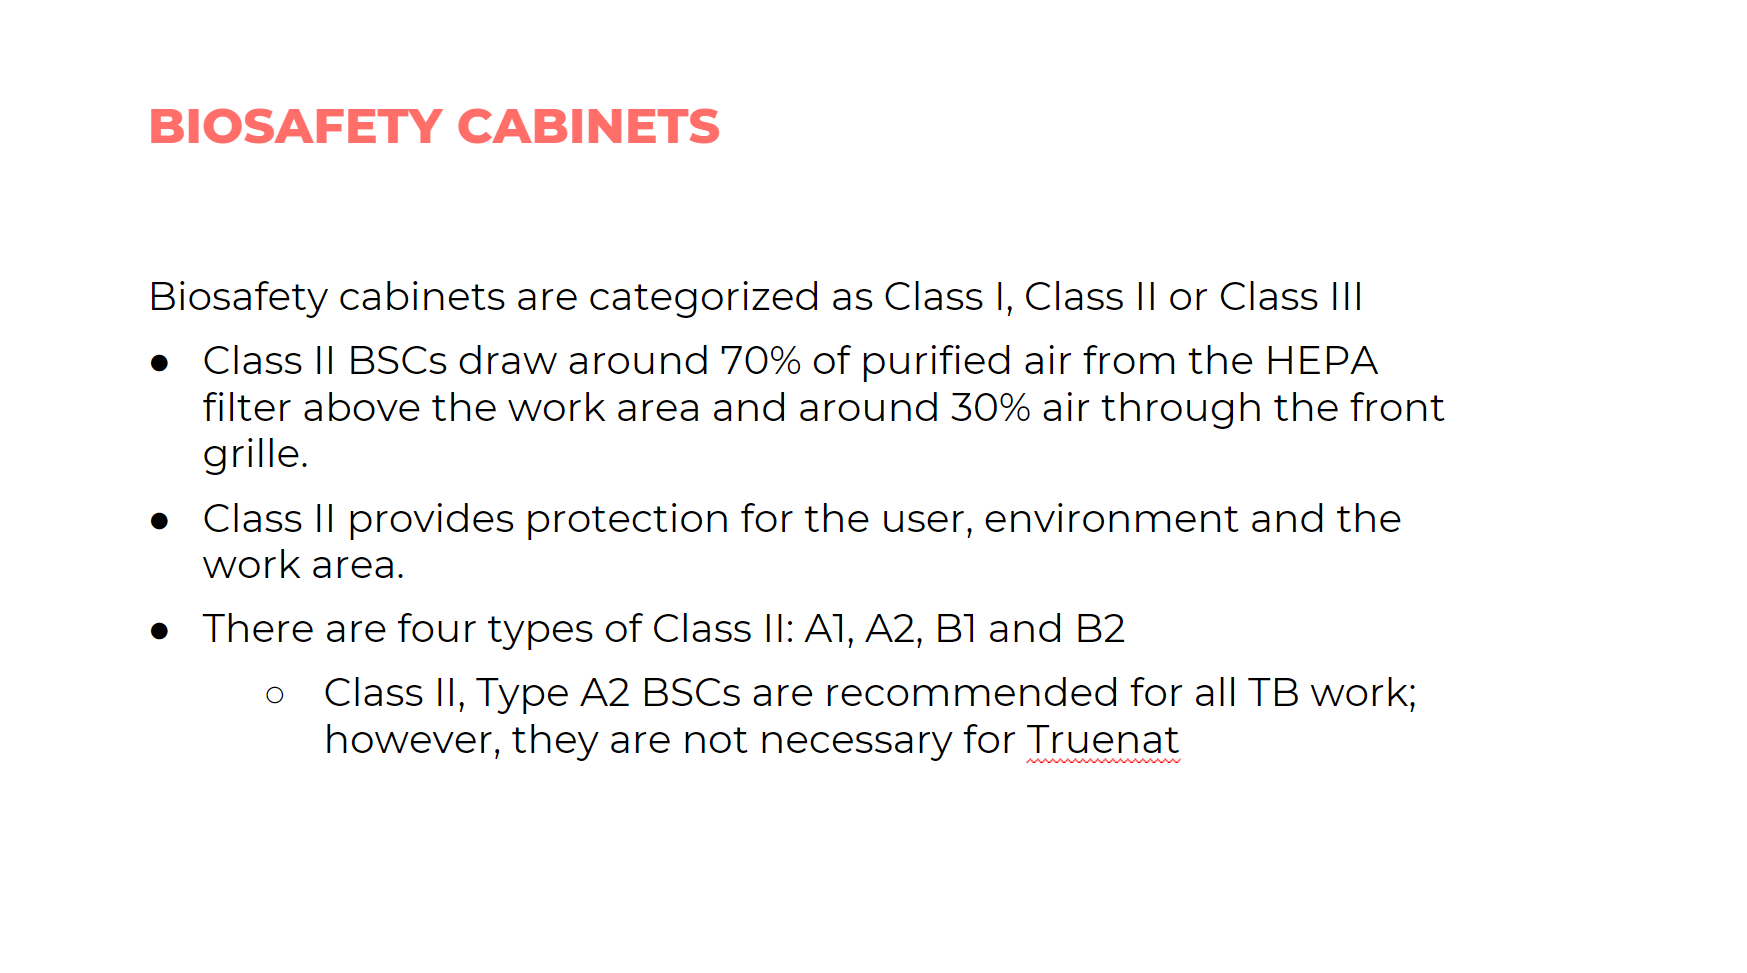 BIOSAFETY CABINETS
Biosafety cabinets are categorized as Class I, Class II or Class III
● Class II BSCs draw around 70% of purified air from the HEPA
filter above the work area and around 30% air through the front
grille.
● Class II provides protection for the user, environment and the
work area.
● There are four types of Class II: A1, A2, B1 and B2
○ Class II, Type A2 BSCs are recommended for all TB work;
however, they are not necessary for Truenat